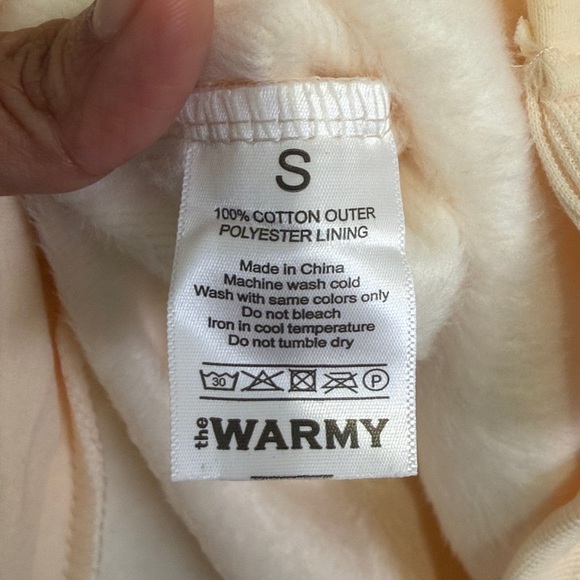 S
100% COTTON OUTER
POLYESTER LINING
Made in China
Machine wash cold
Wash with same colors only
Do not bleach
Iron in cool temperature
Do not tumble dry
30 P
the WARMY